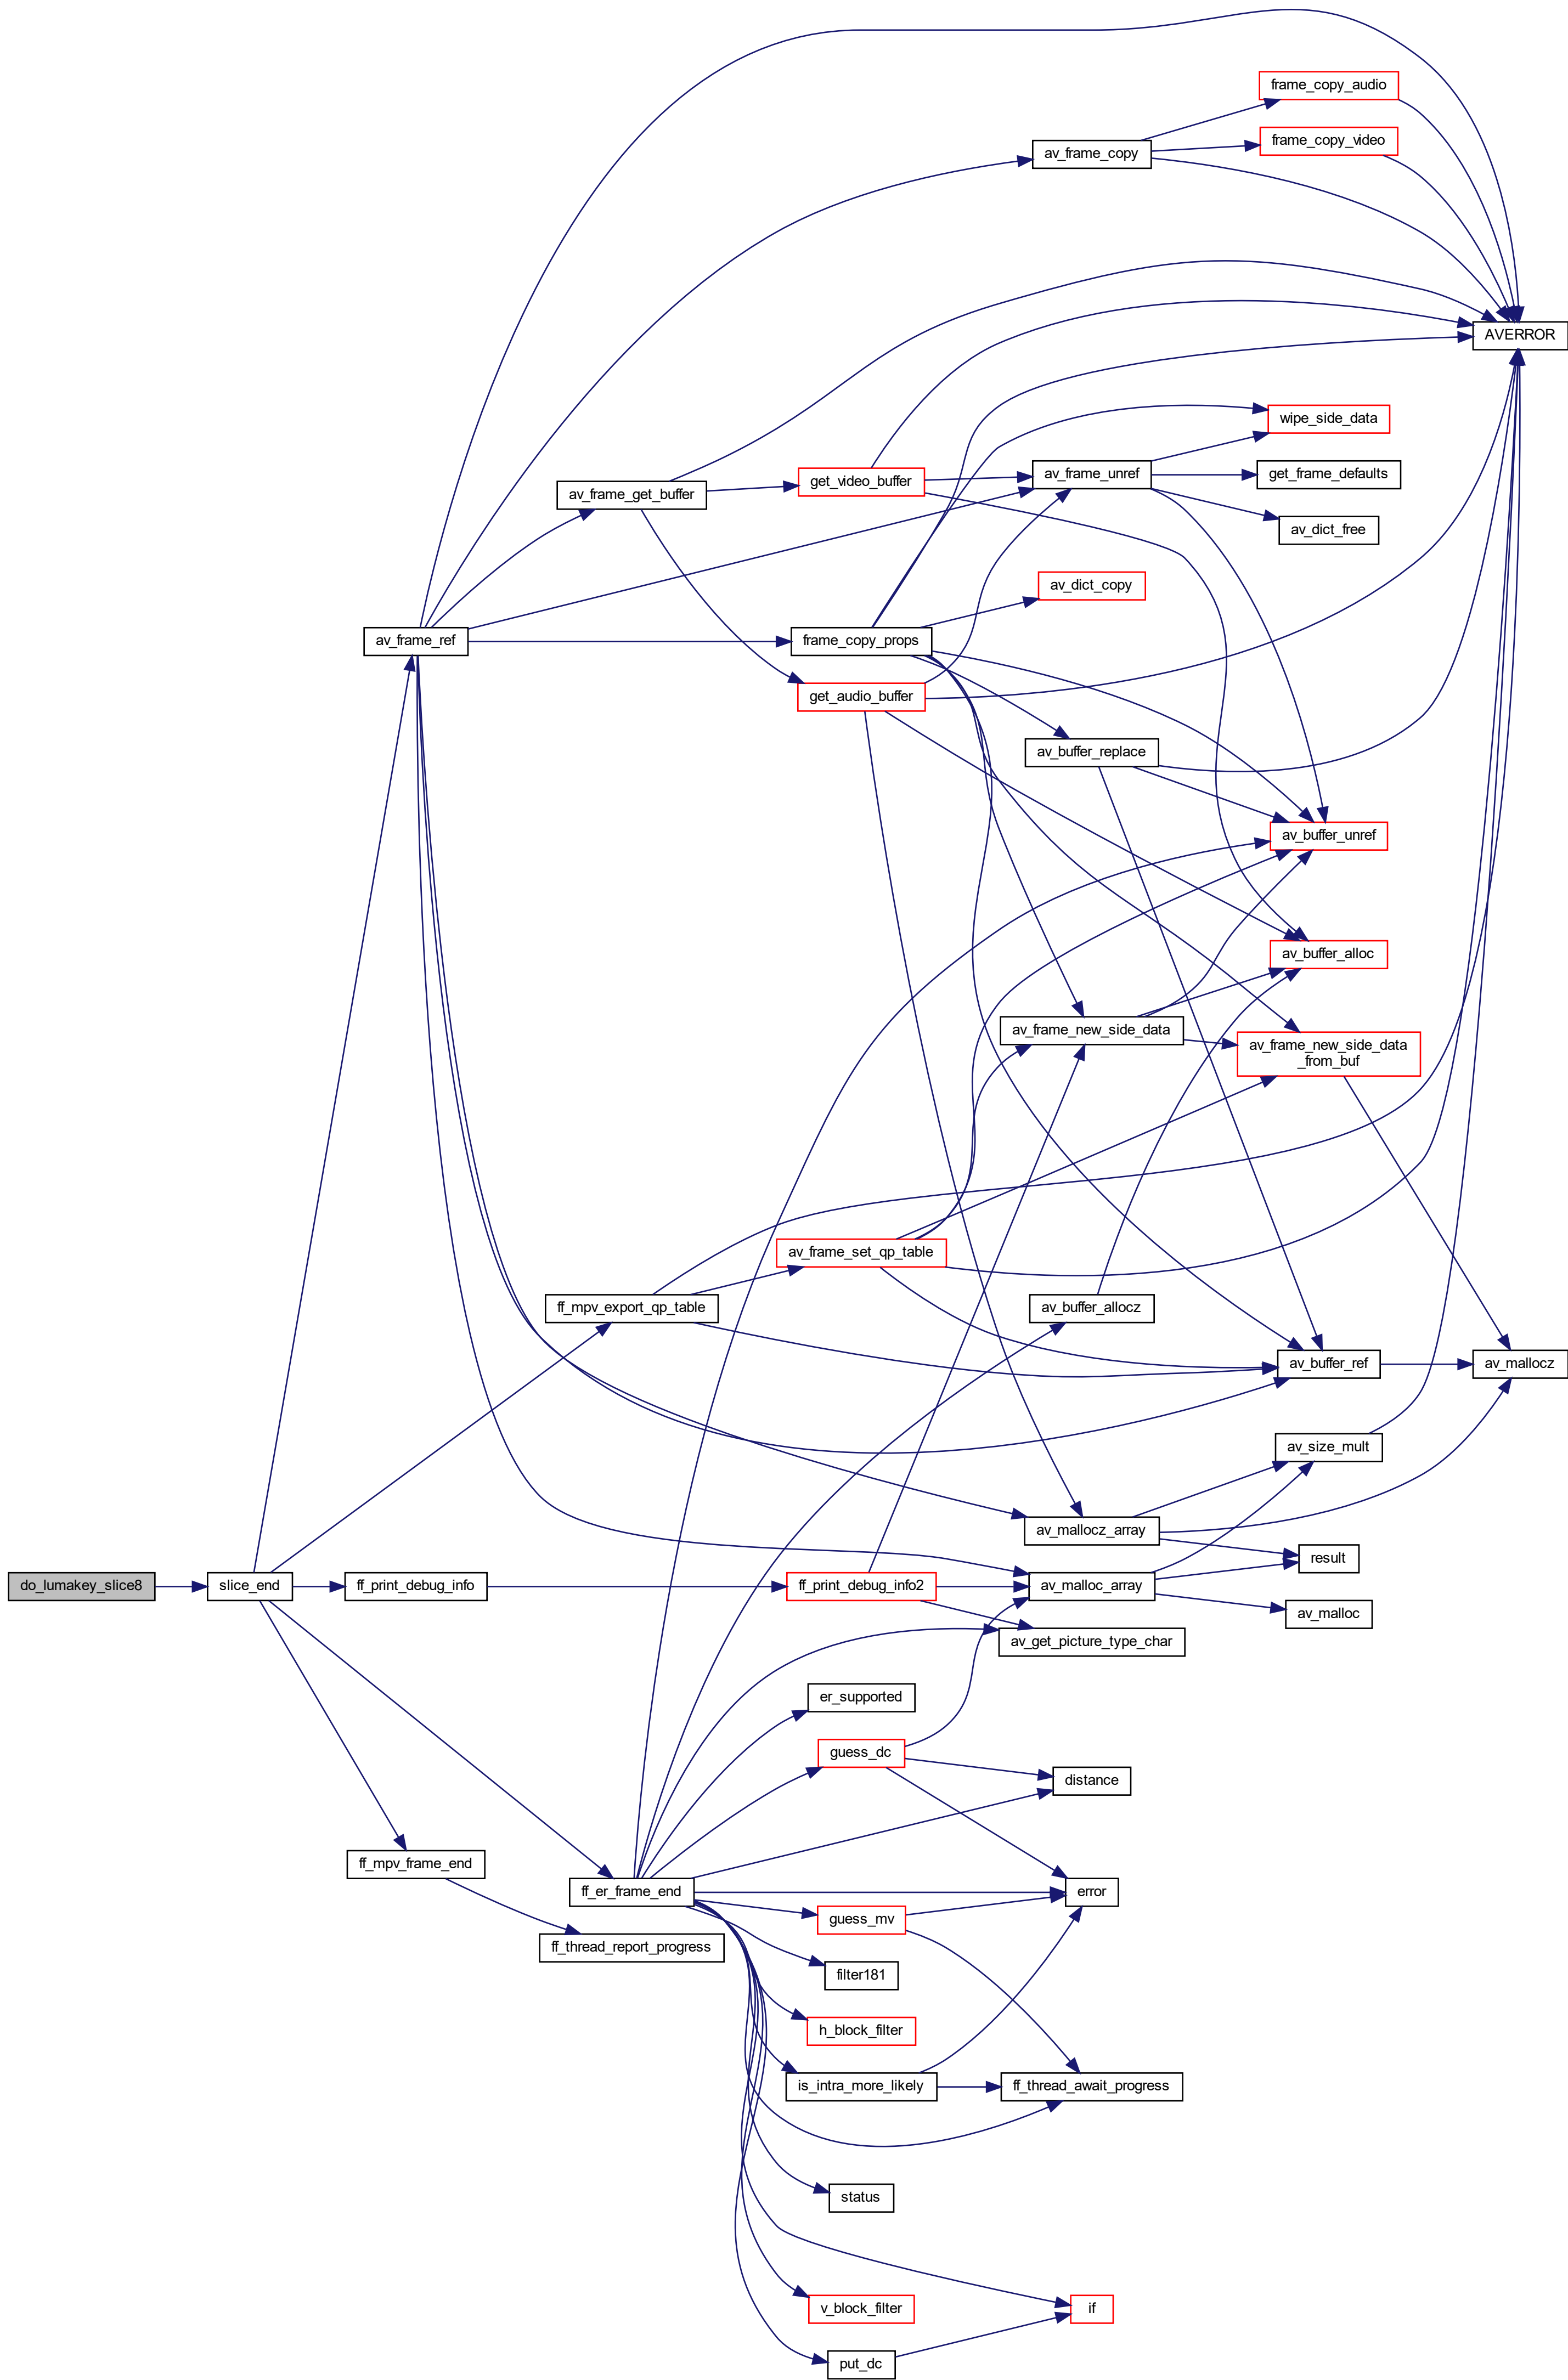 frame_copy_audio
frame_copy_video
av_frame_copy
AVERROR
wipe_side_data
get_frame_defaults
av_frame_unref
get_video_buffer
av_frame_get_buffer
av_dict_free
av_dict_copy
av_frame_ref
frame_copy_props
get_audio_buffer
av_buffer_replace
av_buffer_unref
av_buffer_alloc
av_frame_new_side_data
av_frame_new_side_data
_from_buf
av_frame_set_qp_table
ff_mpv_export_qp_table
av_buffer_allocz
av_buffer_ref
av_mallocz
av_size_mult
av_mallocz_array
result
do_lumakey_slice8
slice_end
ff_print_debug_info
ff_print_debug_info2
av_malloc_array
av_malloc
av_get_picture_type_char
er_supported
guess_dc
distance
ff_mpv_frame_end
ff_er_frame_end
error
guess_mv
ff_thread_report_progress
filter181
h_block_filter
is_intra_more_likely
ff_thread_await_progress
status
v_block_filter
if
put_dc